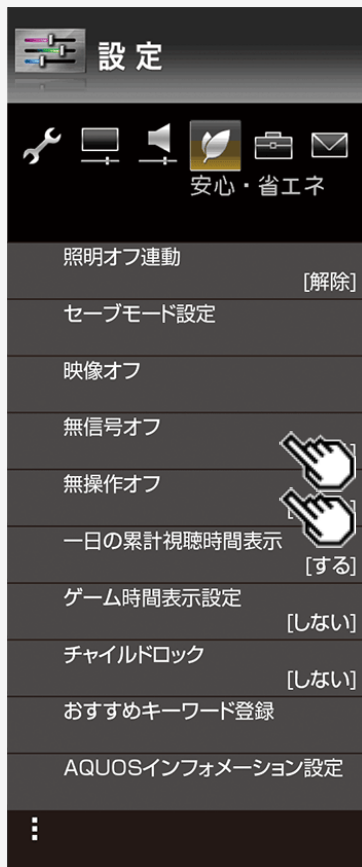 設定
安心・省エネ
照明オフ連動
[解除]
セーブモード設定
映像オフ
無信号オフ
無操作オフ
一日の累計視聴時間表示
[する]
ゲーム時間表示設定
[しない]
チャイルドロック
[しない]
おすすめキーワード登録
AQUOSインフォメーション設定